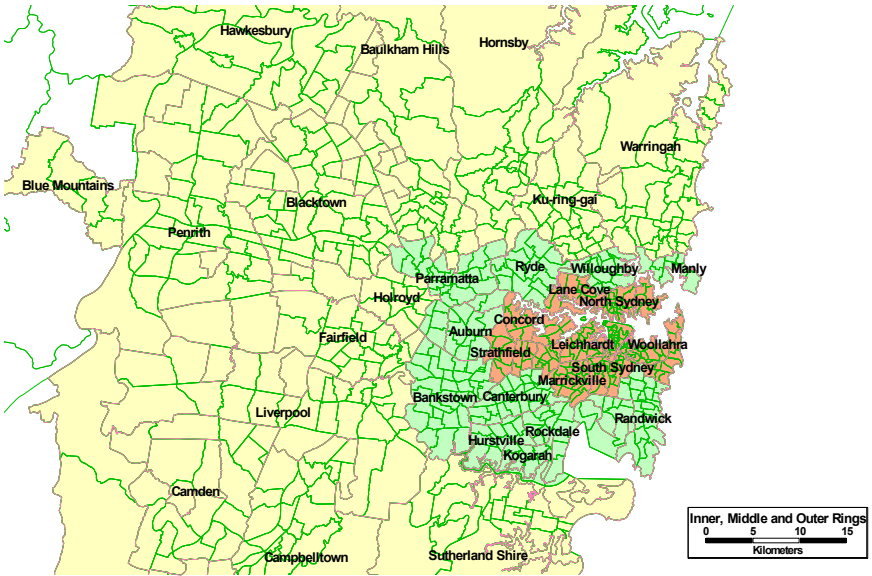 Hawkesbury
Baulkham Hills
Hornsby
Warringah
Blue Mountains
Blacktown
Ku-ring-gai
Penrith
Parramatta
Ryde
Willoughby
Manly
Holroyd
Lane Cove
North Sydney
Concord
Auburn
Fairfield
Strathfield
Leichhardt
Woollahra
South Sydney
Marrickville
Bankstown
Canterbury
Liverpool
Randwick
Rockdale
Hurstville
Kogarah
Camden
Campbelltown
Sutherland Shire
Inner, Middle and Outer Rings
0 5 10 15
Kilometers